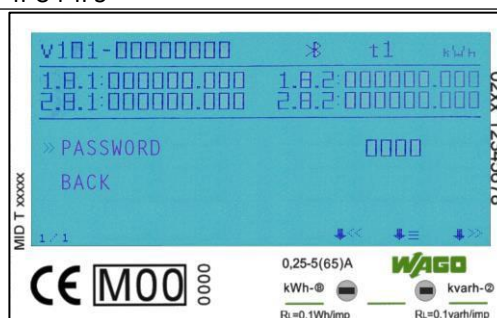 v101-00000000 t1 kWh
1.8.1:000000.000 1.8.2:000000.000
2.8.1:000000.000 2.8.2:000000.000
» PASSWORD 0000
BACK
1/1 << >>
MID T xxxxx
CE M00 0000
0,25-5(65)A WAGO
kWh-① kvarh-②
RL=0.1Wh/imp RL=0.1varh/imp